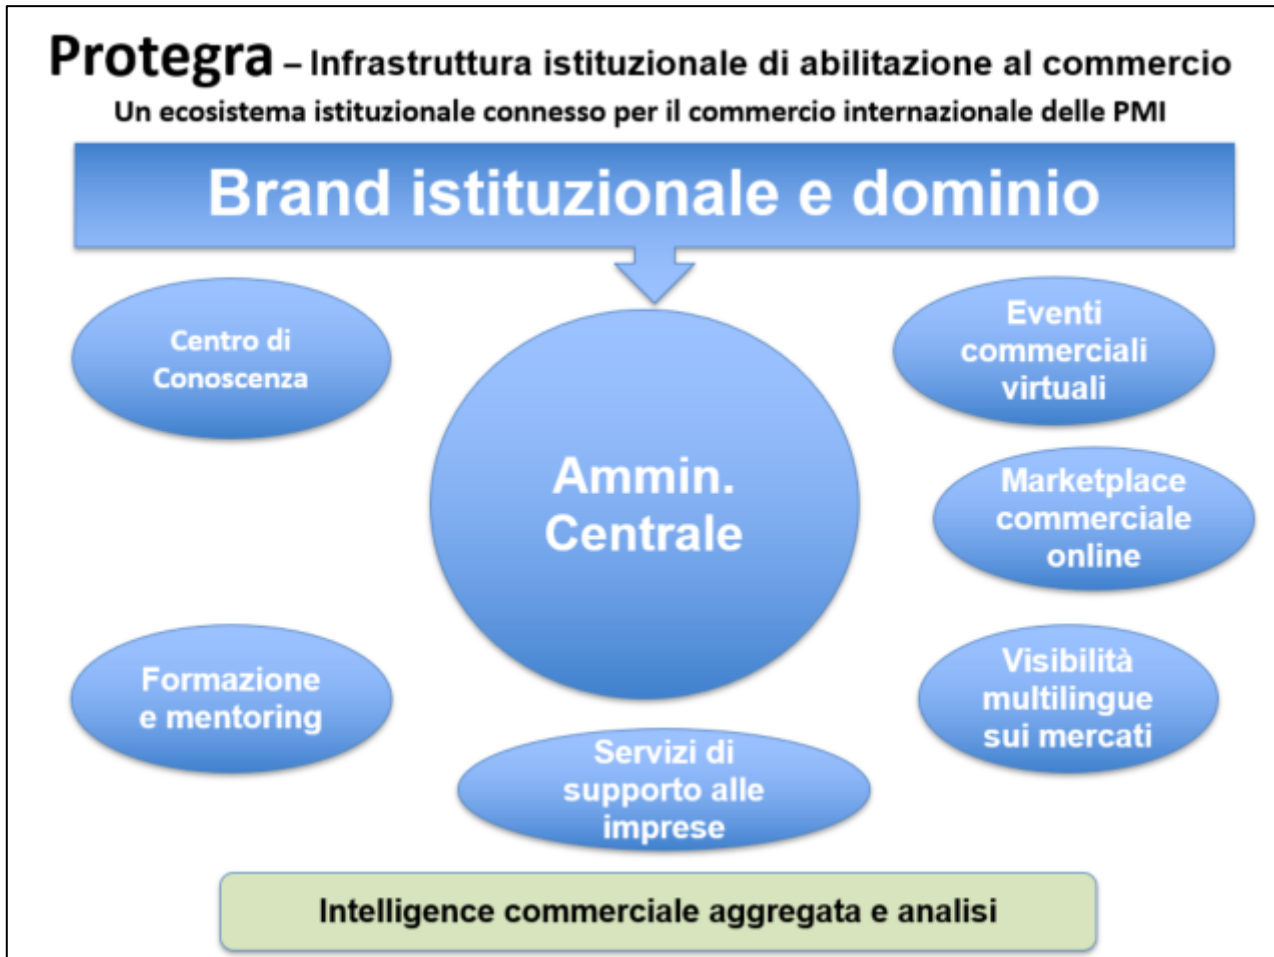 Protegra – Infrastruttura istituzionale di abilitazione al commercio
Un ecosistema istituzionale connesso per il commercio internazionale delle PMI
Brand istituzionale e dominio
Centro di
Conoscenza
Eventi
commerciali
virtuali
Ammin.
Centrale
Marketplace
commerciale
online
Formazione
e mentoring
Visibilità
multilingue
sui mercati
Servizi di
supporto alle
imprese
Intelligence commerciale aggregata e analisi